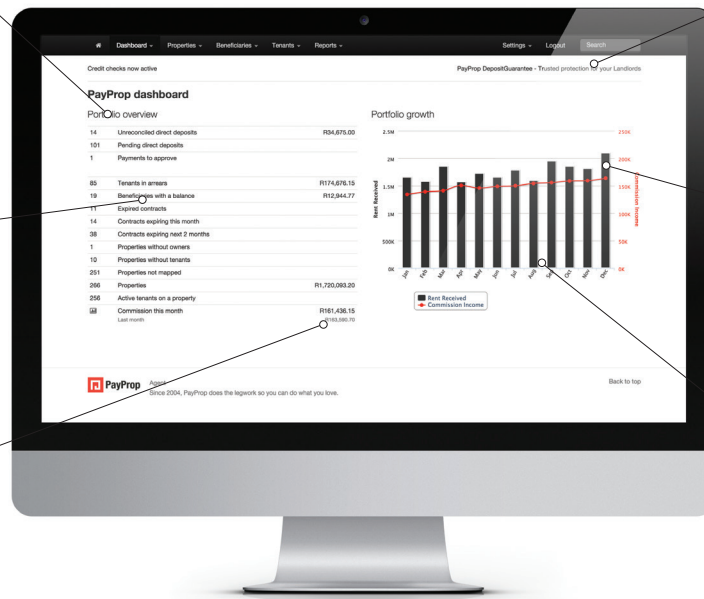 Dashboard Properties Beneficiaries Tenants Reports Settings Logout Search
Credit checks now active PayProp DepositGuarantee - Trusted protection for your Landlords
PayProp dashboard
Portfolio overview
14 Unreconciled direct deposits R34,675.00
101 Pending direct deposits
1 Payments to approve
85 Tenants in arrears R174,676.15
19 Beneficiaries with a balance R12,944.77
11 Expired contracts
14 Contracts expiring this month
38 Contracts expiring next 2 months
1 Properties without owners
10 Properties without tenants
251 Properties not mapped
266 Properties R1,720,093.20
256 Active tenants on a property
Commission this month R161,436.15
Last month R163,590.70
Portfolio growth
2.5M
2M
1.5M
1M
500K
0K
Rent Received
250K
200K
150K
100K
50K
0K
Commission Income
Jan Feb Mar Apr May Jun Jul Aug Sep Oct Nov Dec
Rent Received
Commission Income
PayProp Agent
Since 2004, PayProp does the legwork so you can do what you love.
Back to top